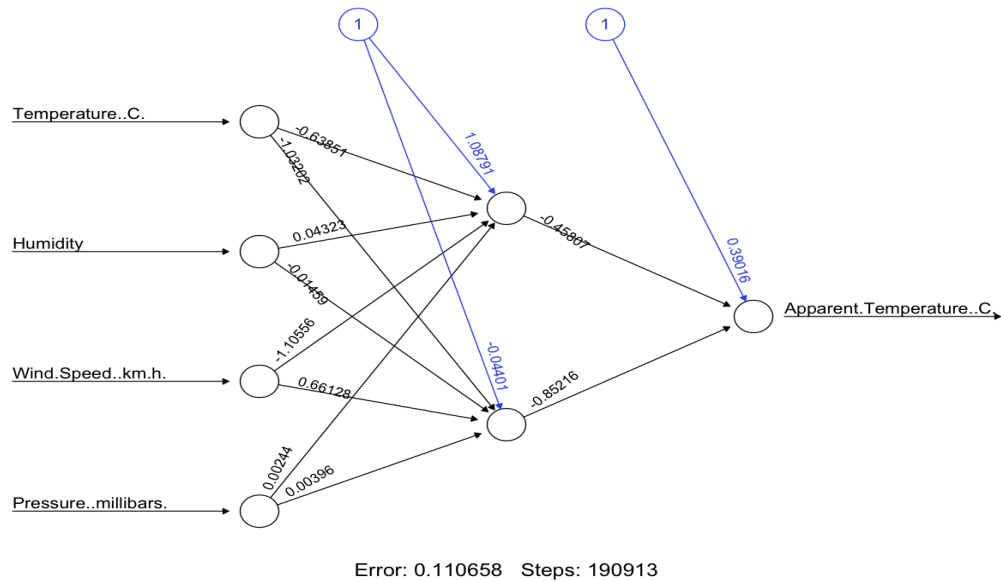 1
1
Temperature..C.
-0.63851
-1.03202
1.08791
Humidity
0.04323
-0.01459
-0.45807
0.39016
Apparent.Temperature..C.
Wind.Speed..km.h.
-1.10556
0.66128
-0.04401
-0.85216
Pressure..millibars.
0.00244
0.00396
Error: 0.110658 Steps: 190913